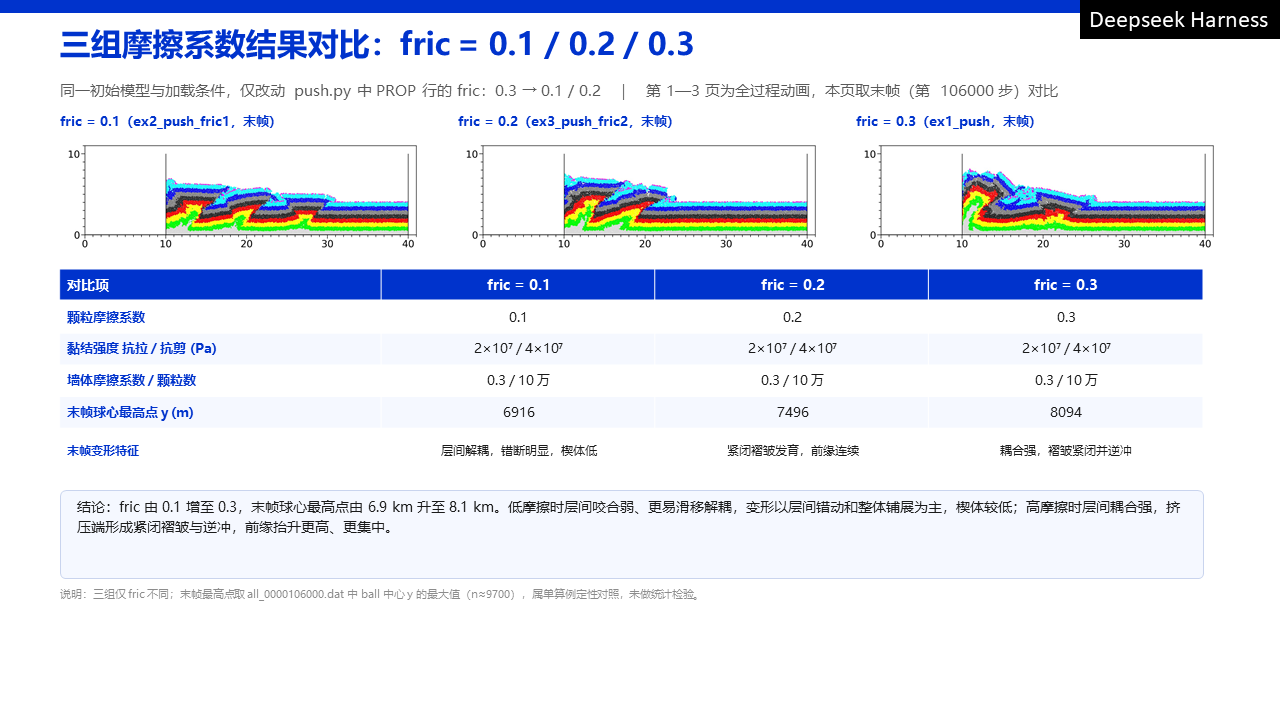 Deepseek Harness
三组摩擦系数结果对比：fric = 0.1 / 0.2 / 0.3
同一初始模型与加载条件，仅改动 push.py 中 PROP 行的 fric：0.3 → 0.1 / 0.2 | 第 1—3 页为全过程动画，本页取末帧（第 106000 步）对比
fric = 0.1（ex2_push_fric1，末帧） fric = 0.2（ex3_push_fric2，末帧） fric = 0.3（ex1_push，末帧）
10 10 10
0 0 0
0 10 20 30 40 0 10 20 30 40 0 10 20 30 40
对比项 fric = 0.1 fric = 0.2 fric = 0.3
颗粒摩擦系数 0.1 0.2 0.3
黏结强度 抗拉 / 抗剪 (Pa) 2×10⁷ / 4×10⁷ 2×10⁷ / 4×10⁷ 2×10⁷ / 4×10⁷
墙体摩擦系数 / 颗粒数 0.3 / 10 万 0.3 / 10 万 0.3 / 10 万
末帧球心最高点 y (m) 6916 7496 8094
末帧变形特征 层间解耦，错断明显，楔体低 紧闭褶皱发育，前缘连续 耦合强，褶皱紧闭并逆冲
结论：fric 由 0.1 增至 0.3，末帧球心最高点由 6.9 km 升至 8.1 km。低摩擦时层间咬合弱、更易滑移解耦，变形以层间错动和整体铺展为主，楔体较低；高摩擦时层间耦合强，挤
压端形成紧闭褶皱与逆冲，前缘抬升更高、更集中。
说明：三组仅 fric 不同；末帧最高点取 all_0000106000.dat 中 ball 中心 y 的最大值（n≈9700），属单算例定性对照，未做统计检验。